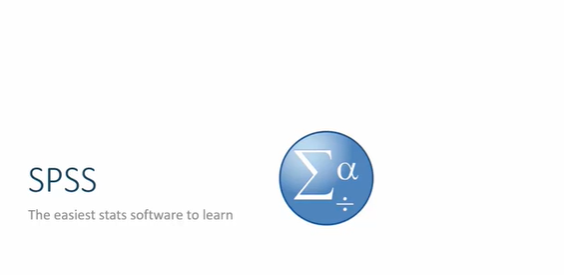 SPSS
The easiest stats software to learn
Σ α
÷